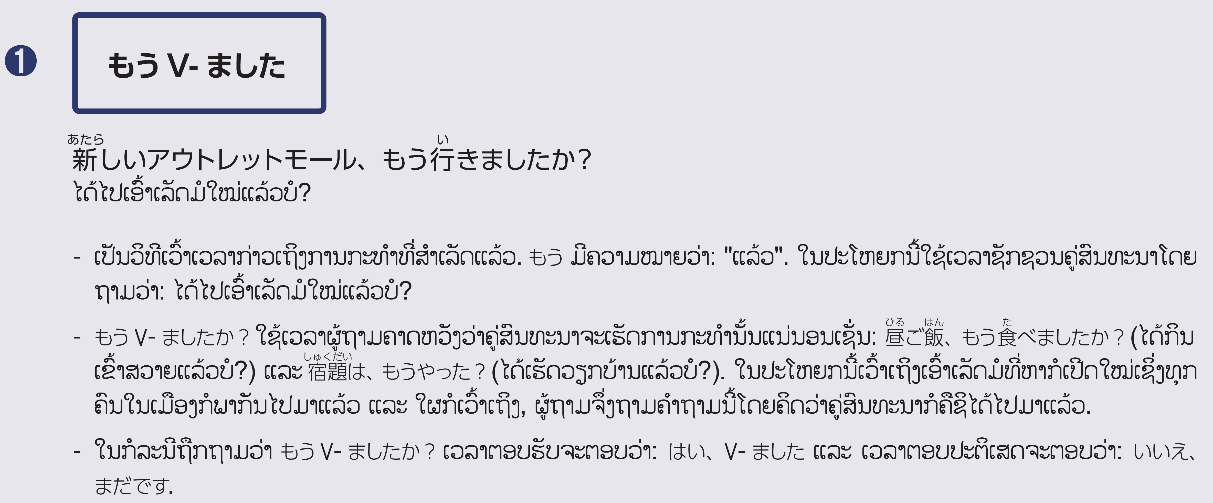 ❶ もう V- ました
あたら い
新しいアウトレットモール、もう行きましたか？
ໄດ້ໄປເອົ້າເລັດມໍໃໝ່ແລ້ວບໍ?
- ເປັນວິທີເວົ້າເວລາກ່າວເຖິງການກະທຳທີ່ສຳເລັດແລ້ວ. もう ມີຄວາມໝາຍວ່າ: "ແລ້ວ". ໃນປະໂຫຍກນີ້ໃຊ້ເວລາຊັກຊວນຄູ່ສົນທະນາໂດຍ
ຖາມວ່າ: ໄດ້ໄປເອົ້າເລັດມໍໃໝ່ແລ້ວບໍ?
ひる はん た
- もう V- ましたか？ ໃຊ້ເວລາຜູ້ຖາມຄາດຫວັງວ່າຄູ່ສົນທະນາຈະເຮັດການກະທຳນັ້ນແນ່ນອນເຊັ່ນ: 昼ご飯、もう食べましたか？ (ໄດ້ກິນ
しゅくだい
ເຂົ້າສວາຍແລ້ວບໍ?) ແລະ 宿題は、もうやった？ (ໄດ້ເຮັດວຽກບ້ານແລ້ວບໍ?). ໃນປະໂຫຍກນີ້ເວົ້າເຖິງເອົ້າເລັດມໍທີ່ຫາກໍເປີດໃໝ່ເຊິ່ງທຸກ
ຄົນໃນເມືອງກໍພາກັນໄປມາແລ້ວ ແລະ ໃຜກໍເວົ້າເຖິງ, ຜູ້ຖາມຈຶ່ງຖາມຄຳຖາມນີ້ໂດຍຄິດວ່າຄູ່ສົນທະນາກໍຄືຊິໄດ້ໄປມາແລ້ວ.
- ໃນກໍລະນີຖືກຖາມວ່າ もう V- ましたか？ ເວລາຕອບຮັບຈະຕອບວ່າ: はい、V- ました ແລະ ເວລາຕອບປະຕິເສດຈະຕອບວ່າ: いいえ、
まだです.